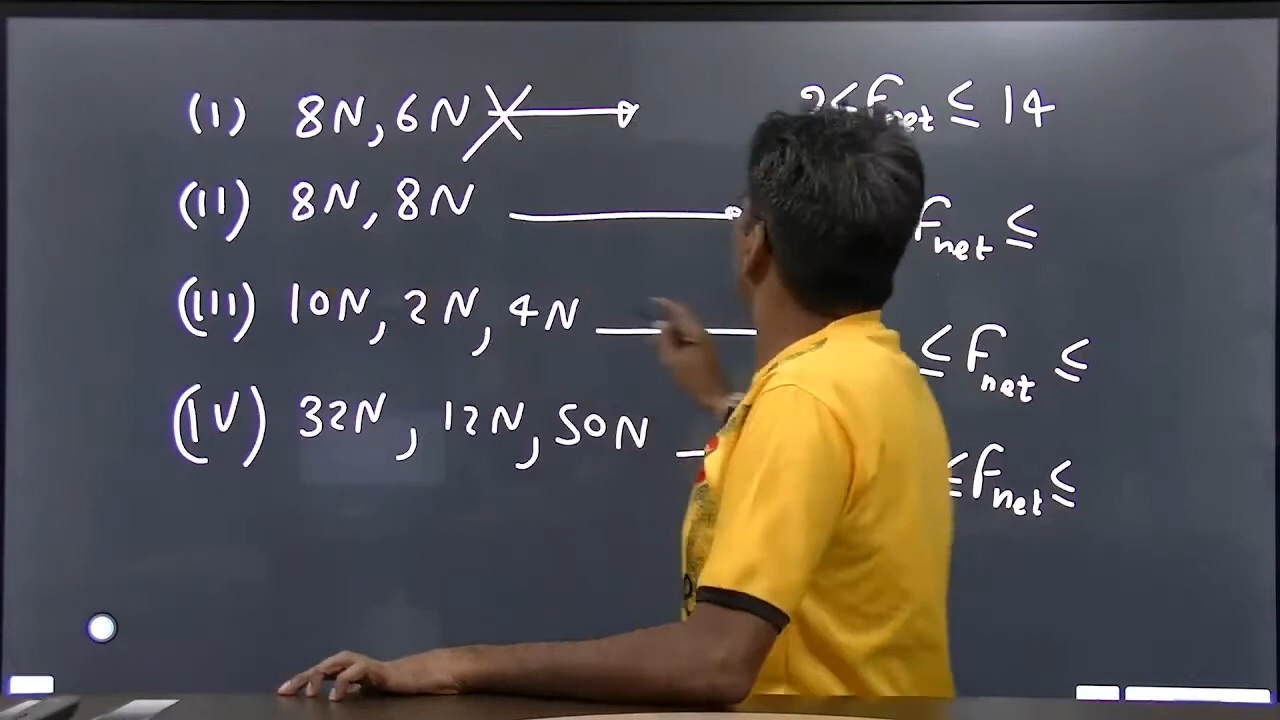 (I) 8N, 6N 2 ≤ Fnet ≤ 14
(II) 8N, 8N Fnet ≤
(III) 10N, 2N, 4N ≤ Fnet ≤
(IV) 32N, 12N, 50N ≤ Fnet ≤